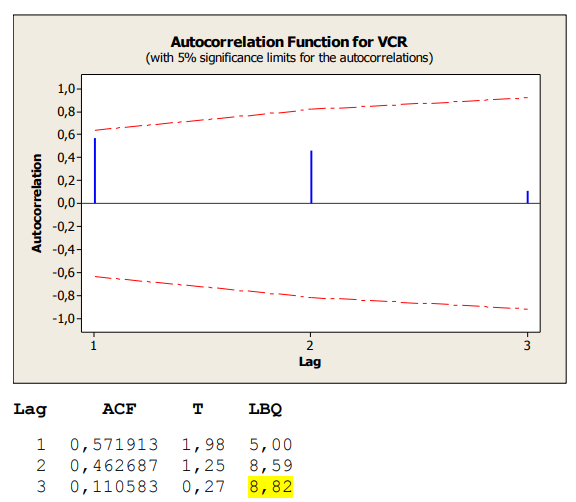 Autocorrelation Function for VCR
(with 5% significance limits for the autocorrelations)
Autocorrelation
1,0
0,8
0,6
0,4
0,2
0,0
-0,2
-0,4
-0,6
-0,8
-1,0
1 2 3
Lag
Lag ACF T LBQ
1 0,571913 1,98 5,00
2 0,462687 1,25 8,59
3 0,110583 0,27 8,82